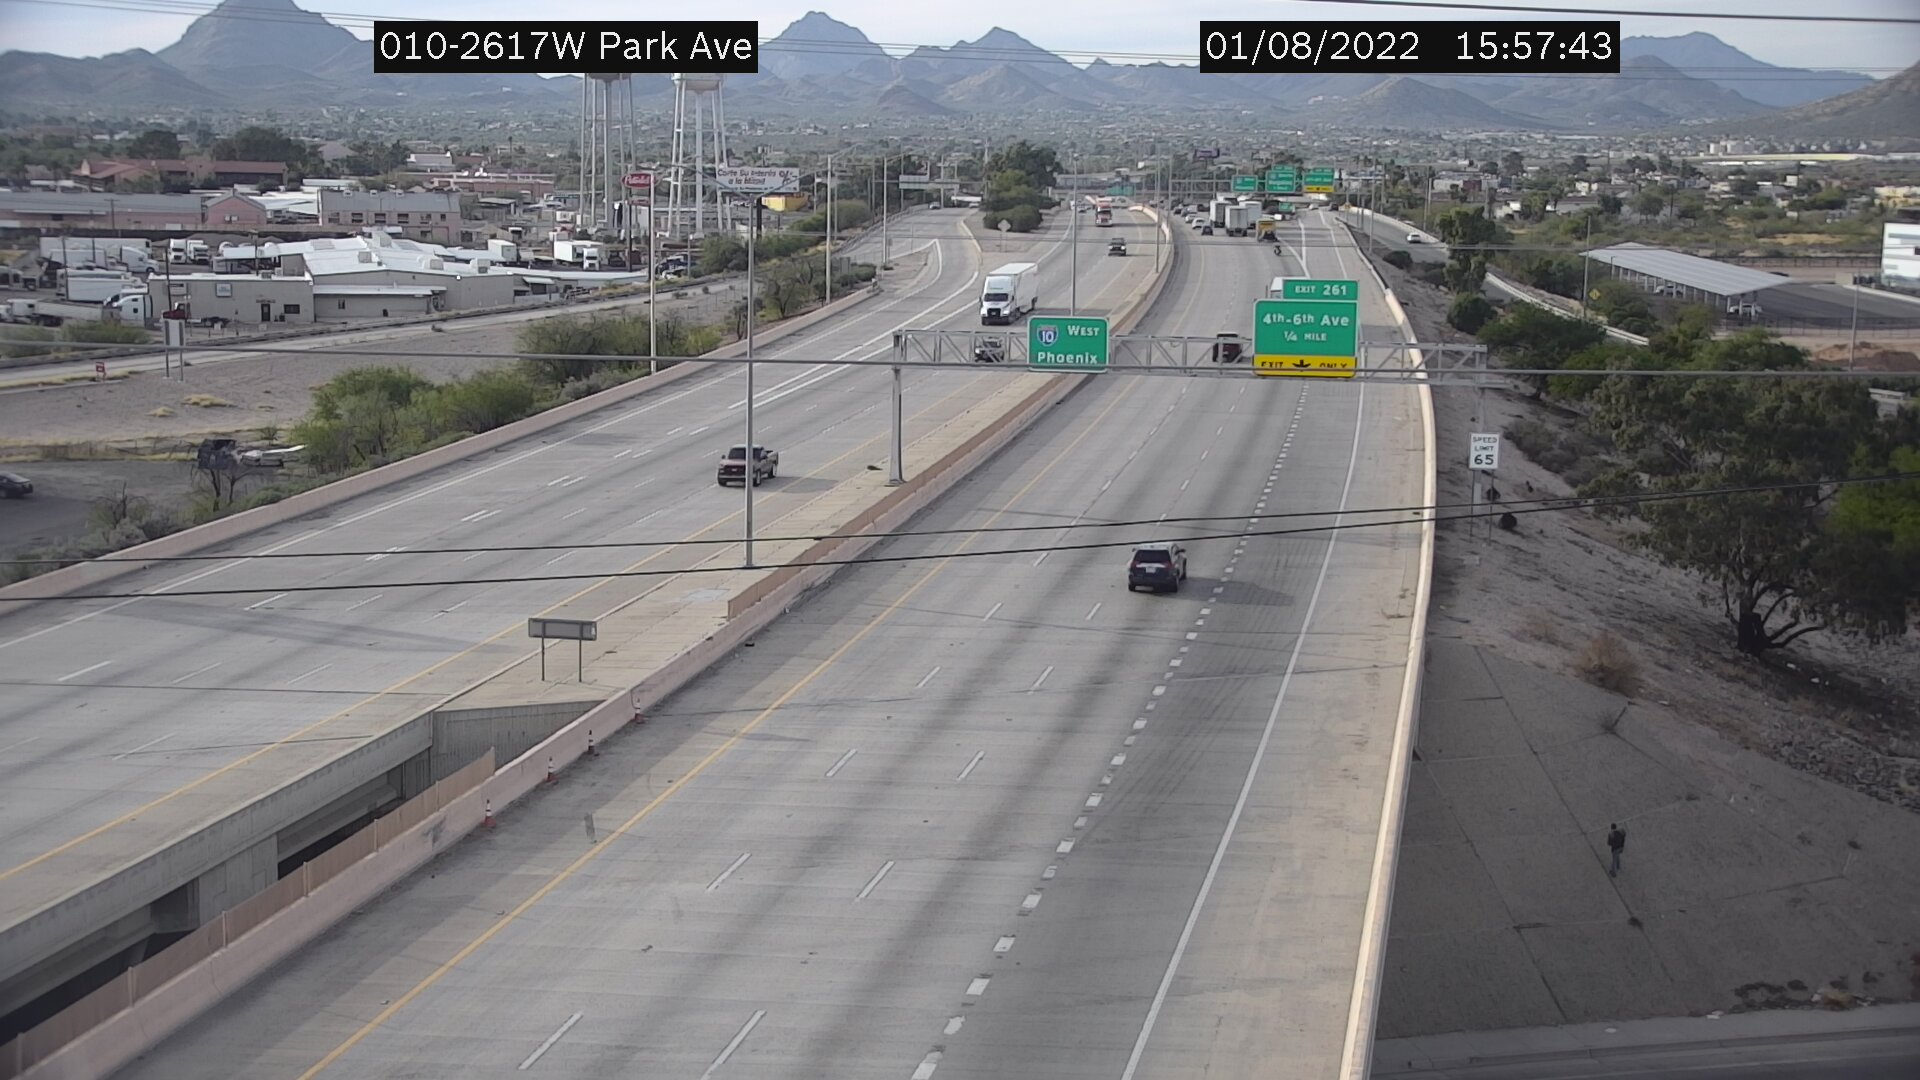 010-2617W Park Ave
01/08/2022 15:57:43
EXIT 261
4th-6th Ave
1/4 MILE
EXIT ONLY
10 WEST
Phoenix
SPEED
LIMIT
65